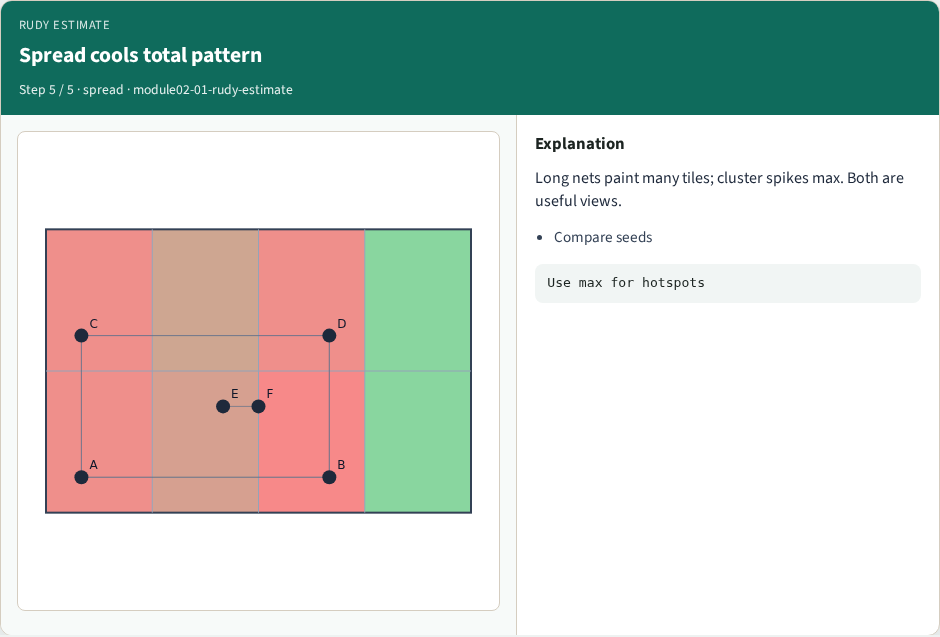 RUDY ESTIMATE
Spread cools total pattern
Step 5 / 5 · spread · module02-01-rudy-estimate
C
D
E
F
A
B
Explanation
Long nets paint many tiles; cluster spikes max. Both are
useful views.
• Compare seeds
Use max for hotspots